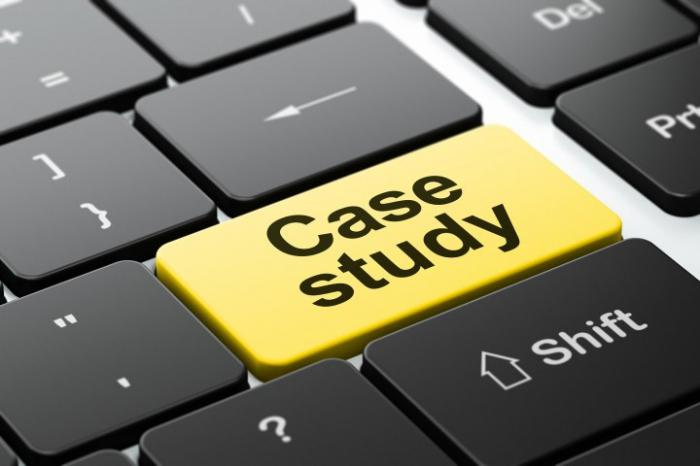 +
=
|
Del
Prt
]
}
Case
study
"
'
Shift
?